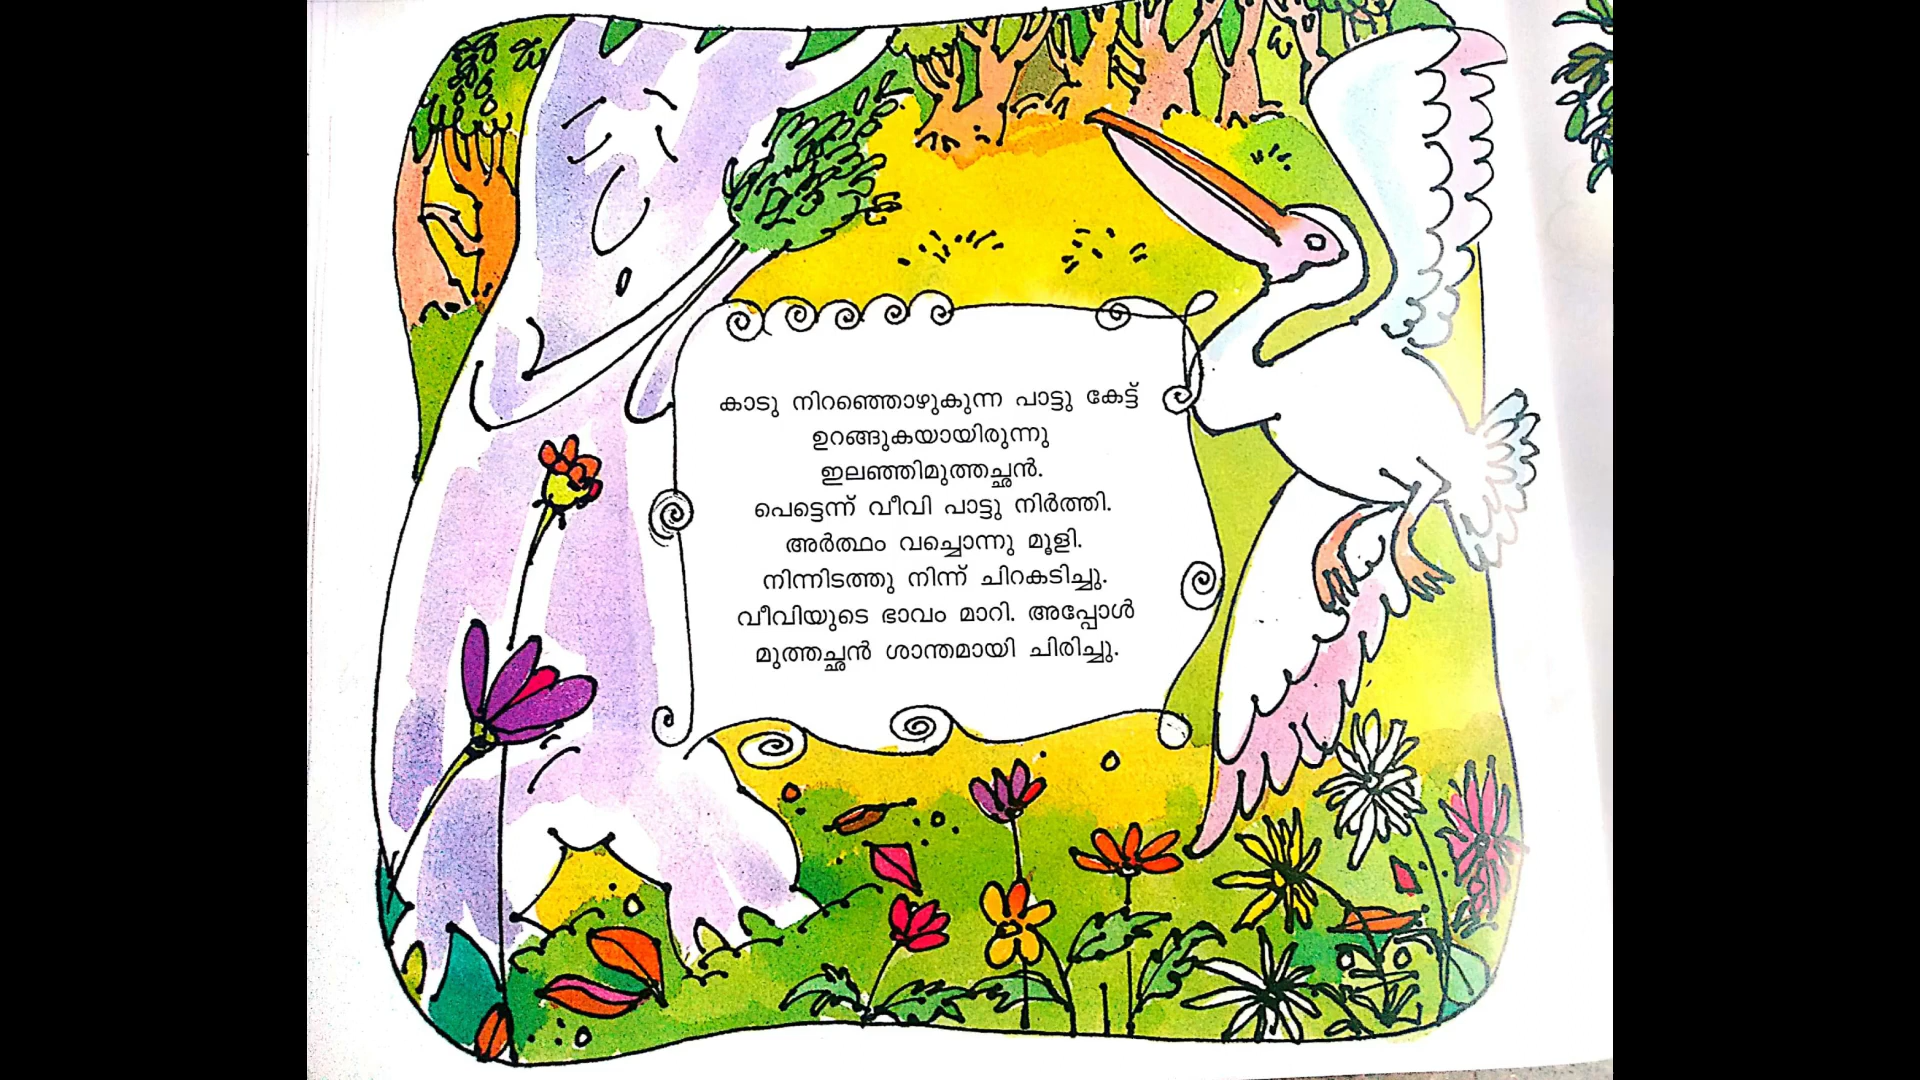 കാടു നിറഞ്ഞൊഴുകുന്ന പാട്ടു കേട്ട്
ഉറങ്ങുകയായിരുന്നു
ഇലഞ്ഞിമുത്തച്ഛൻ.
പെട്ടെന്ന് വീവി പാട്ടു നിർത്തി.
അർത്ഥം വച്ചൊന്നു മൂളി.
നിന്നിടത്തു നിന്ന് ചിറകടിച്ചു.
വീവിയുടെ ഭാവം മാറി. അപ്പോൾ
മുത്തച്ഛൻ ശാന്തമായി ചിരിച്ചു.